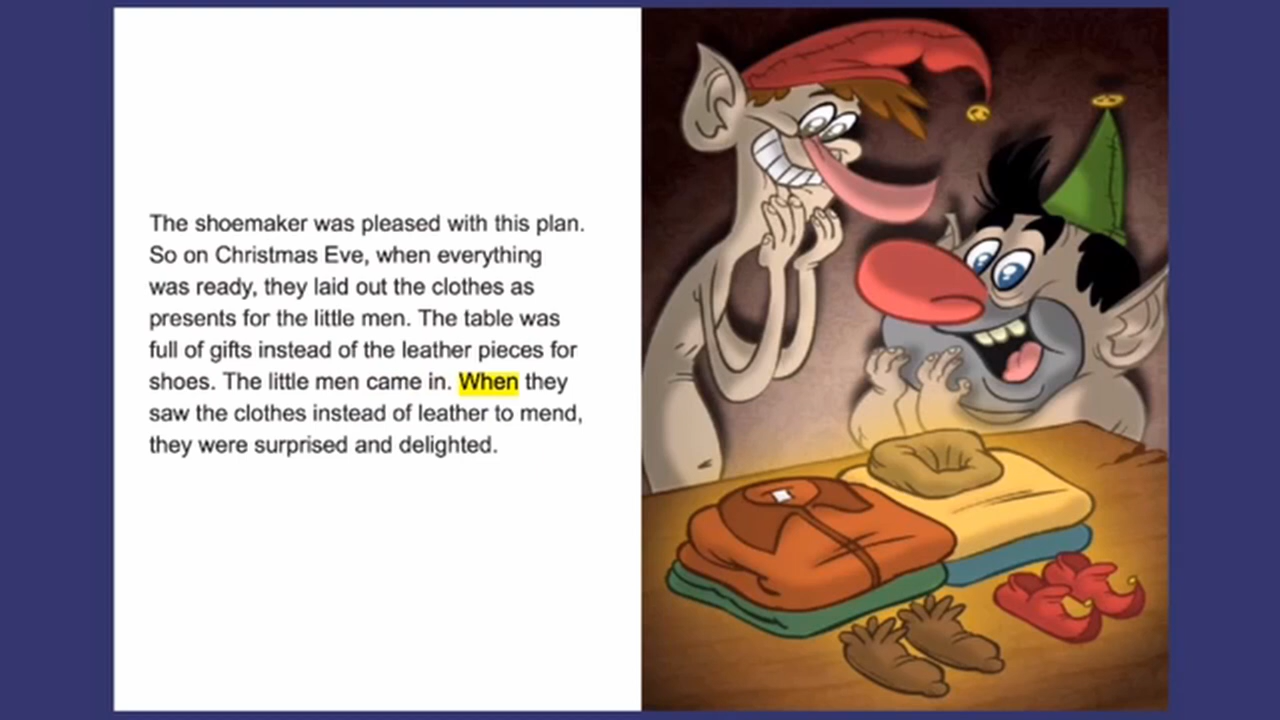 The shoemaker was pleased with this plan.
So on Christmas Eve, when everything
was ready, they laid out the clothes as
presents for the little men. The table was
full of gifts instead of the leather pieces for
shoes. The little men came in. When they
saw the clothes instead of leather to mend,
they were surprised and delighted.